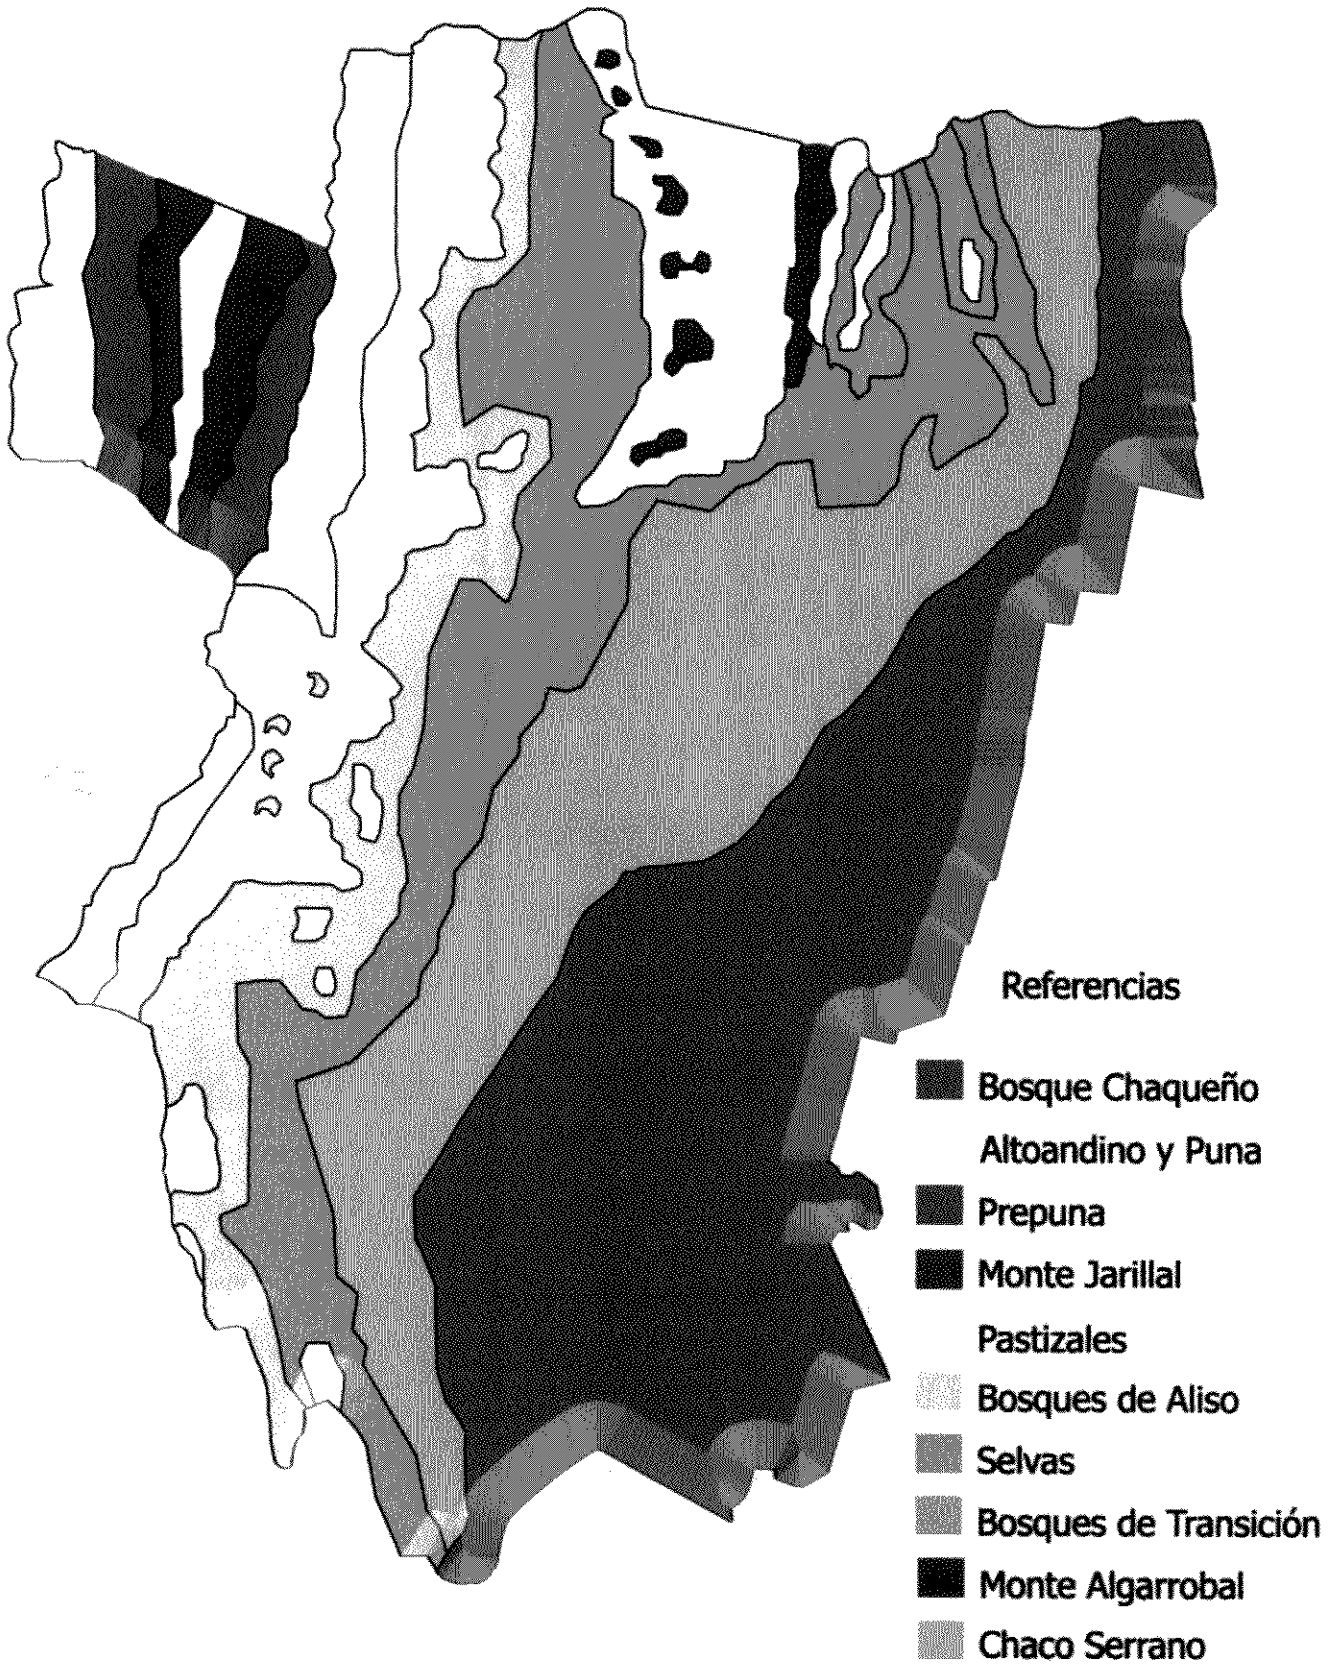 Referencias
Bosque Chaqueño
Altoandino y Puna
Prepuna
Monte Jarillal
Pastizales
Bosques de Aliso
Selvas
Bosques de Transición
Monte Algarrobal
Chaco Serrano